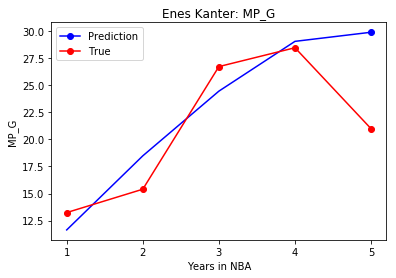 Enes Kanter: MP_G
Prediction
True
MP_G
30.0
27.5
25.0
22.5
20.0
17.5
15.0
12.5
1 2 3 4 5
Years in NBA